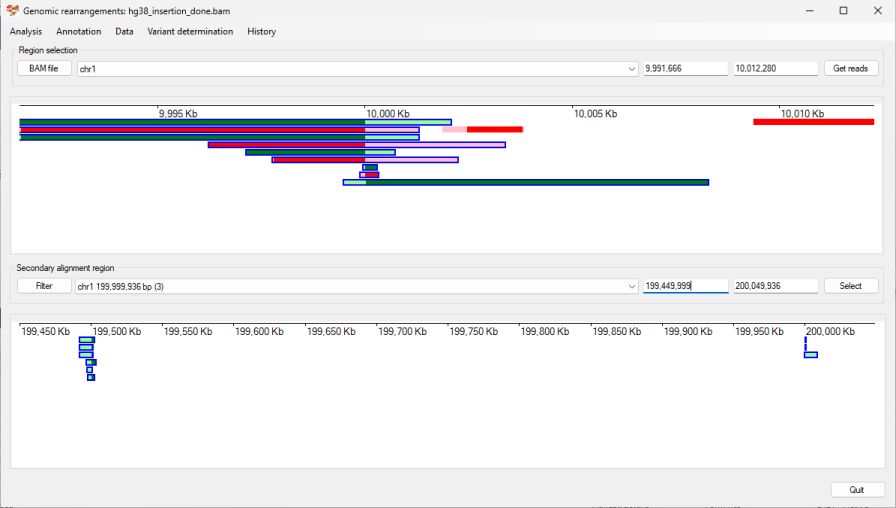 Genomic rearrangements: hg38_insertion_done.bam
Analysis Annotation Data Variant determination History
Region selection
BAM file chr1 9,991,666 10,012,280 Get reads
9,995 Kb 10,000 Kb 10,005 Kb 10,010 Kb
Secondary alignment region
Filter chr1 199,999,936 bp (3) 199,449,999 200,049,936 Select
199,450 Kb 199,500 Kb 199,550 Kb 199,600 Kb 199,650 Kb 199,700 Kb 199,750 Kb 199,800 Kb 199,850 Kb 199,900 Kb 199,950 Kb 200,000 Kb
Quit